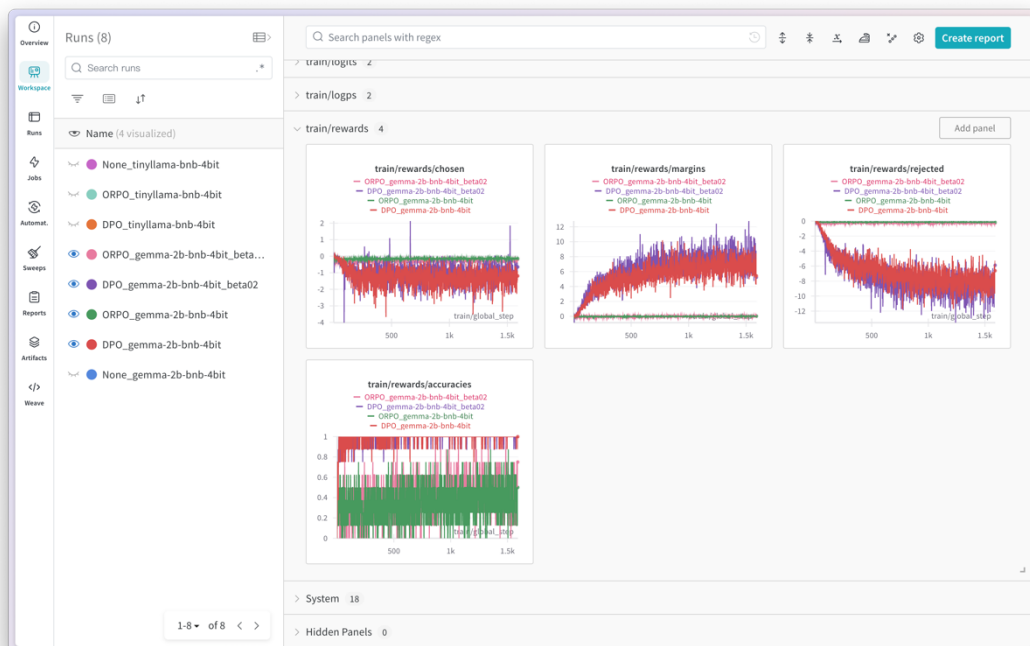 Overview
Workspace
Runs
Jobs
Automat.
Sweeps
Reports
Artifacts
Weave
Runs (8)
Search runs
.*
Name (4 visualized)
None_tinyllama-bnb-4bit
ORPO_tinyllama-bnb-4bit
DPO_tinyllama-bnb-4bit
ORPO_gemma-2b-bnb-4bit_beta...
DPO_gemma-2b-bnb-4bit_beta02
ORPO_gemma-2b-bnb-4bit
DPO_gemma-2b-bnb-4bit
None_gemma-2b-bnb-4bit
1-8 of 8
Search panels with regex
Create report
train/logits 2
train/logps 2
train/rewards 4
Add panel
train/rewards/chosen
ORPO_gemma-2b-bnb-4bit_beta02
DPO_gemma-2b-bnb-4bit_beta02
ORPO_gemma-2b-bnb-4bit
DPO_gemma-2b-bnb-4bit
2
1
0
-1
-2
-3
-4
train/global_step
500 1k 1.5k
train/rewards/margins
ORPO_gemma-2b-bnb-4bit_beta02
DPO_gemma-2b-bnb-4bit_beta02
ORPO_gemma-2b-bnb-4bit
DPO_gemma-2b-bnb-4bit
12
10
8
6
4
2
0
train/global_step
500 1k 1.5k
train/rewards/rejected
ORPO_gemma-2b-bnb-4bit_beta02
DPO_gemma-2b-bnb-4bit_beta02
ORPO_gemma-2b-bnb-4bit
DPO_gemma-2b-bnb-4bit
0
-2
-4
-6
-8
-10
-12
train/global_step
500 1k 1.5k
train/rewards/accuracies
ORPO_gemma-2b-bnb-4bit_beta02
DPO_gemma-2b-bnb-4bit_beta02
ORPO_gemma-2b-bnb-4bit
DPO_gemma-2b-bnb-4bit
1
0.8
0.6
0.4
0.2
0
train/global_step
500 1k 1.5k
System 18
Hidden Panels 0